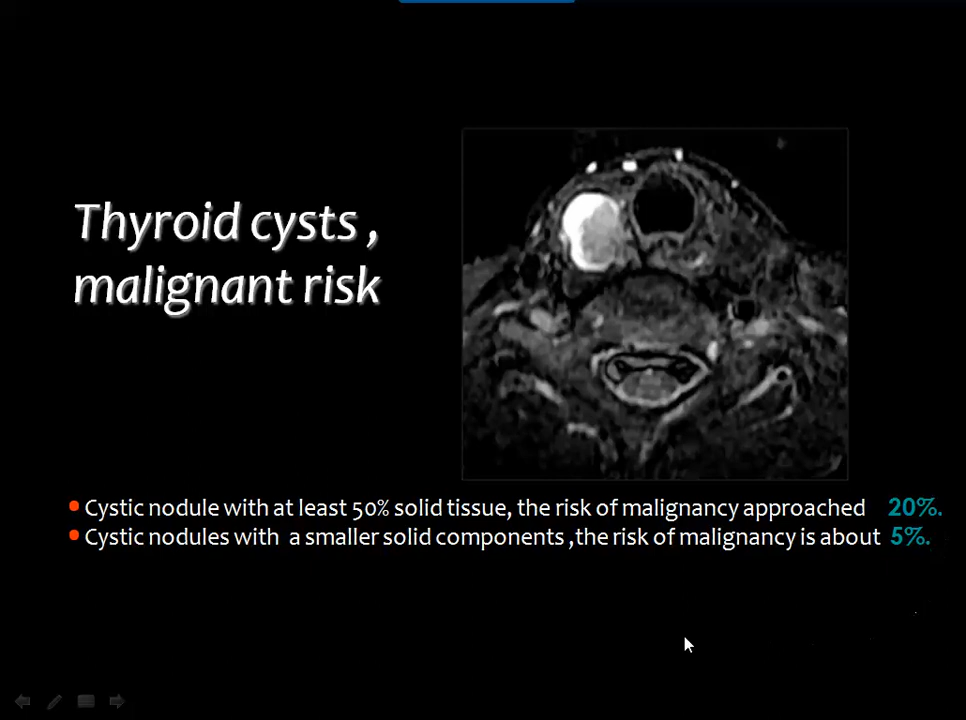 Thyroid cysts ,
malignant risk
• Cystic nodule with at least 50% solid tissue, the risk of malignancy approached 20%.
• Cystic nodules with a smaller solid components ,the risk of malignancy is about 5%.